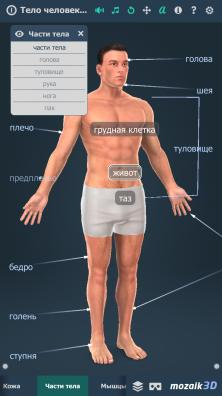 Тело человек...
Части тела
части тела
голова
туловище
рука
нога
пах
голова
шея
плечо
грудная клетка
туловище
живот
предплечье
таз
бедро
голень
ступня
Кожа
Части тела
Мышцы
mozaik3D